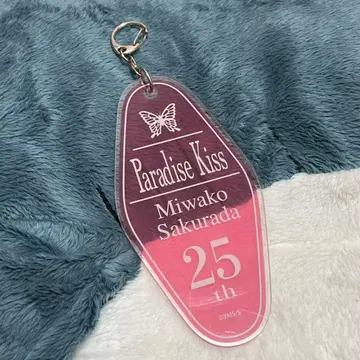 Paradise Kiss
Miwako
Sakurada
25
th